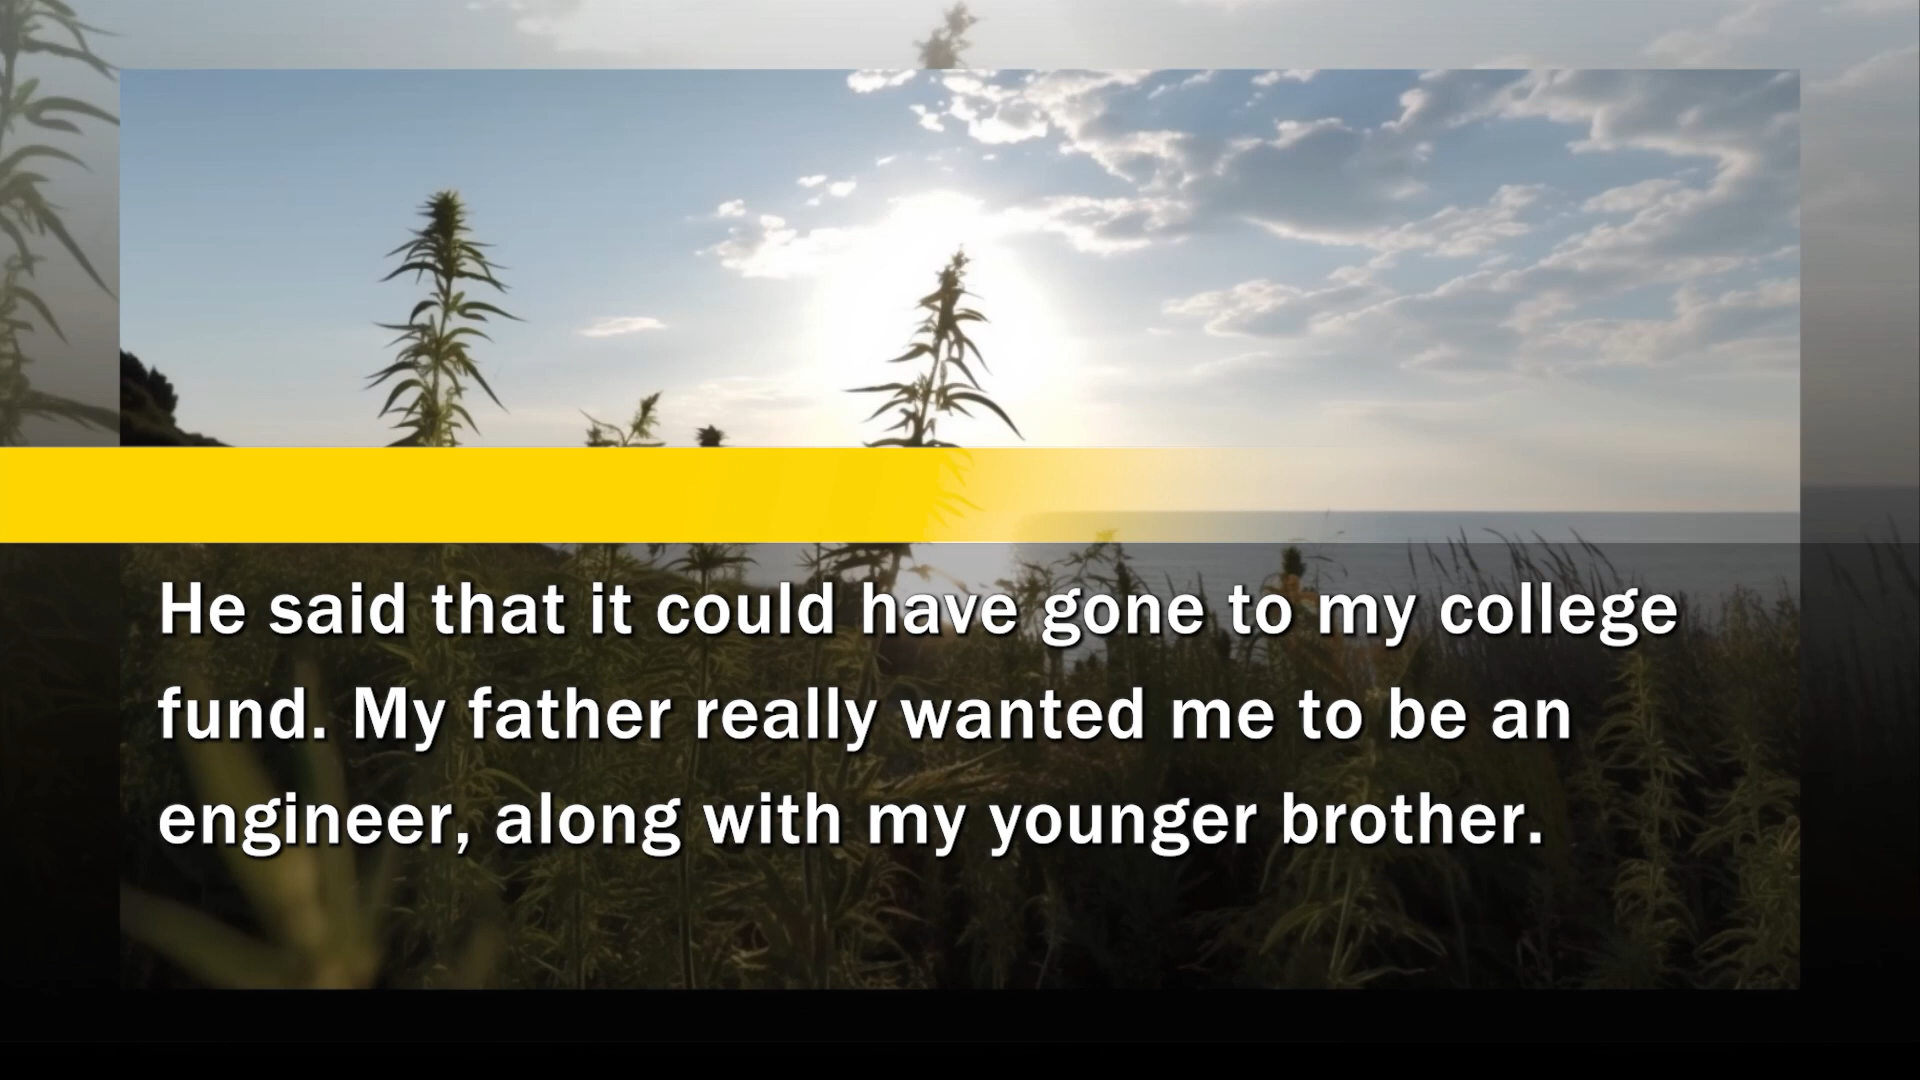 He said that it could have gone to my college
fund. My father really wanted me to be an
engineer, along with my younger brother.